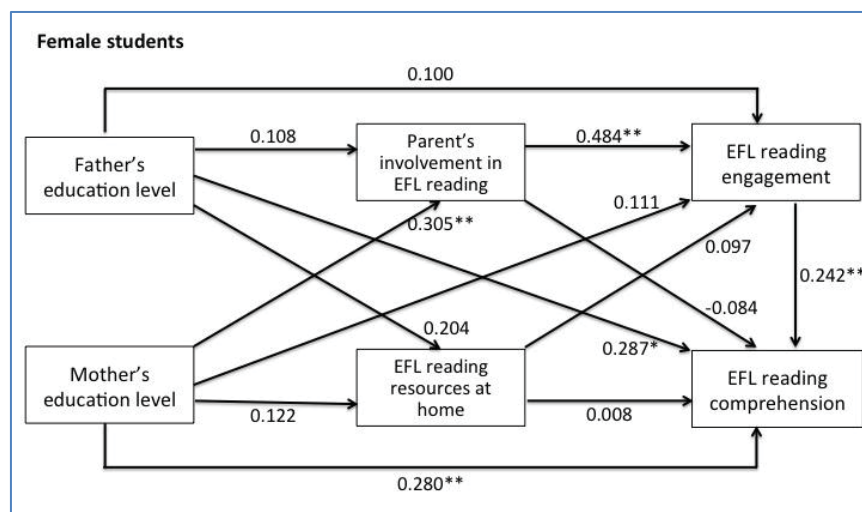 Female students
0.100
0.108
Parent’s
involvement in
EFL reading
0.484**
Father’s
education level
EFL reading
engagement
0.305**
0.111
0.097
0.242**
-0.084
0.204
0.287*
Mother’s
education level
EFL reading
resources at
home
EFL reading
comprehension
0.122
0.008
0.280**